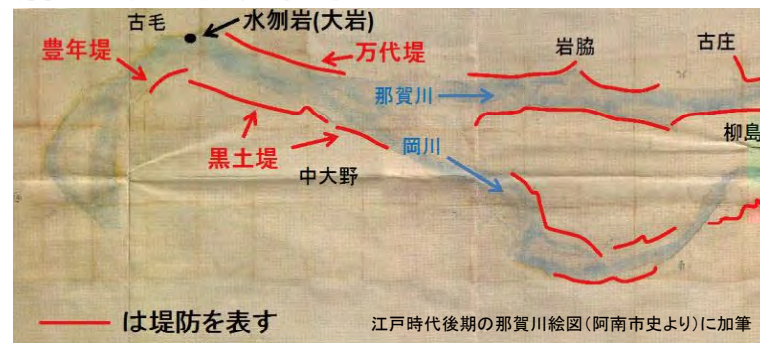 古毛
水刎岩(大岩)
豊年堤
万代堤
岩脇
古庄
那賀川
黒土堤
岡川
柳島
中大野
は堤防を表す
江戸時代後期の那賀川絵図(阿南市史より)に加筆